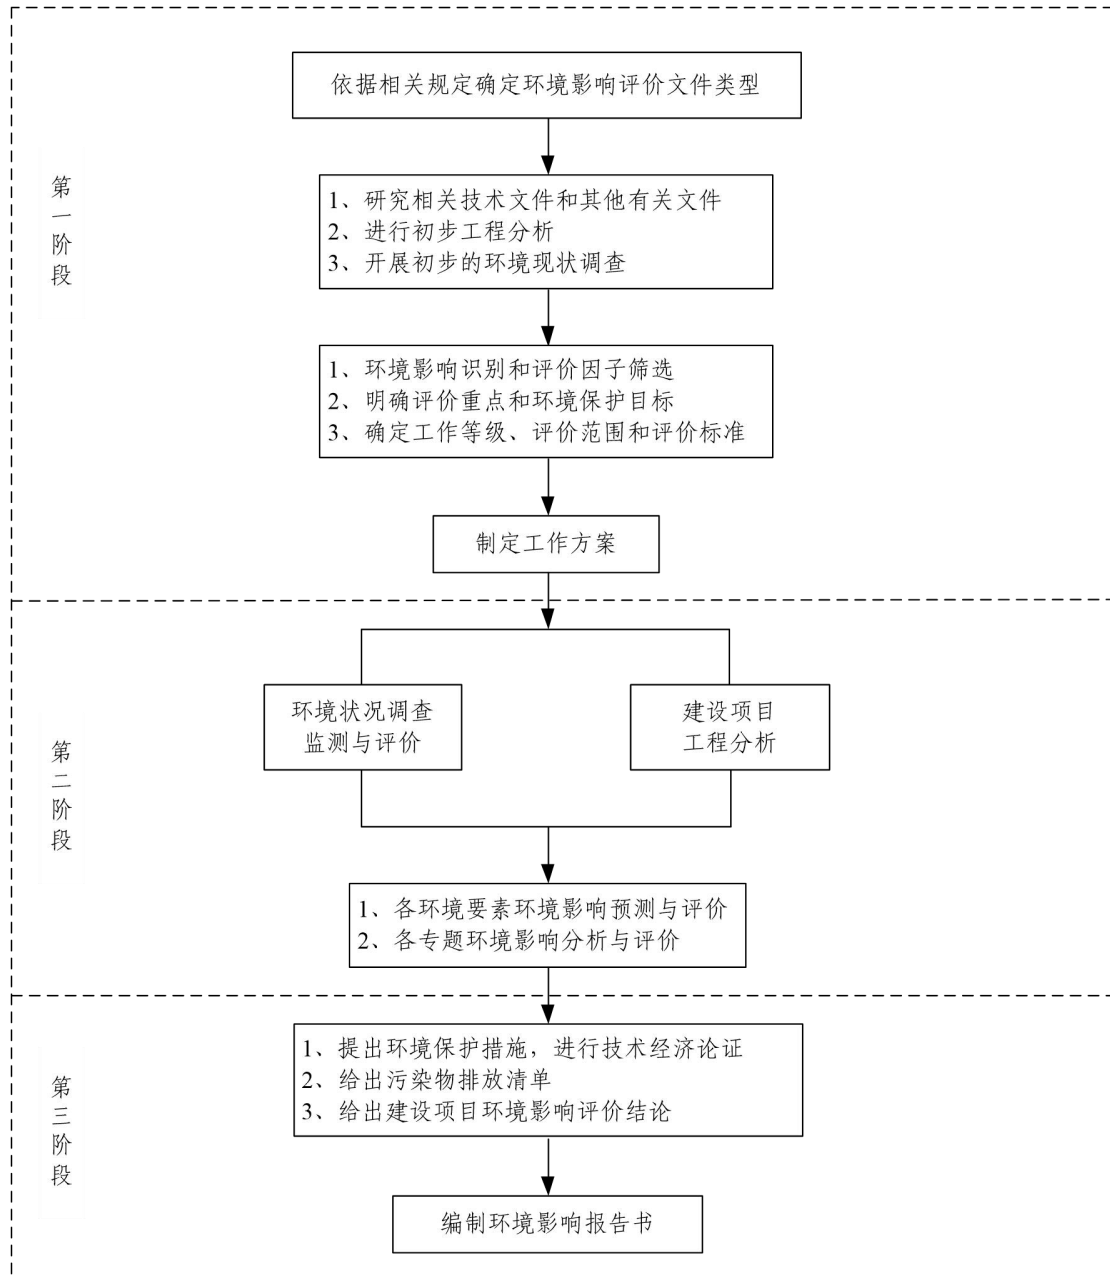 依据相关规定确定环境影响评价文件类型
第一阶段
1、研究相关技术文件和其他有关文件
2、进行初步工程分析
3、开展初步的环境现状调查
1、环境影响识别和评价因子筛选
2、明确评价重点和环境保护目标
3、确定工作等级、评价范围和评价标准
制定工作方案
第二阶段
环境状况调查
监测与评价
建设项目
工程分析
1、各环境要素环境影响预测与评价
2、各专题环境影响分析与评价
第三阶段
1、提出环境保护措施，进行技术经济论证
2、给出污染物排放清单
3、给出建设项目环境影响评价结论
编制环境影响报告书